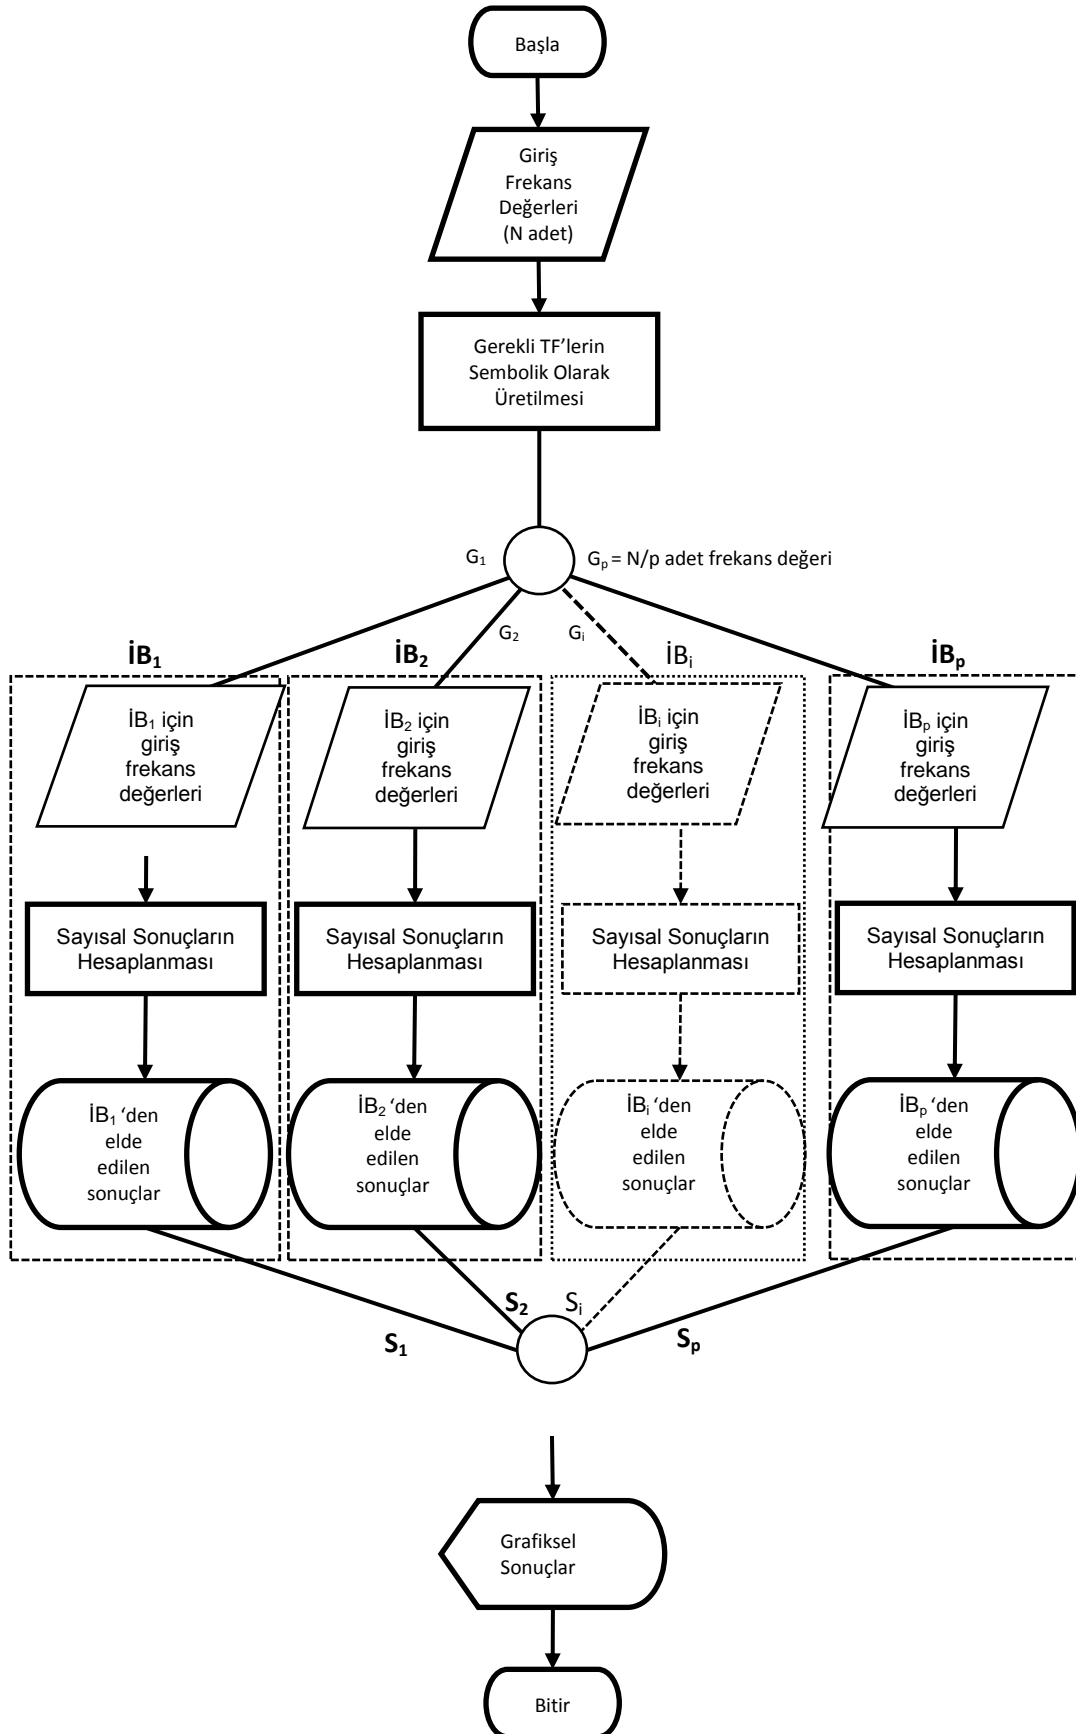 Başla
Giriş
Frekans
Değerleri
(N adet)
Gerekli TF’lerin
Sembolik Olarak
Üretilmesi
G₁
Gₚ = N/p adet frekans değeri
G₂
Gᵢ
İB₁
İB₂
İBᵢ
İBₚ
İB₁ için
giriş
frekans
değerleri
İB₂ için
giriş
frekans
değerleri
İBᵢ için
giriş
frekans
değerleri
İBₚ için
giriş
frekans
değerleri
Sayısal Sonuçların
Hesaplanması
Sayısal Sonuçların
Hesaplanması
Sayısal Sonuçların
Hesaplanması
Sayısal Sonuçların
Hesaplanması
İB₁ ‘den
elde
edilen
sonuçlar
İB₂ ‘den
elde
edilen
sonuçlar
İBᵢ ‘den
elde
edilen
sonuçlar
İBₚ ‘den
elde
edilen
sonuçlar
S₁
S₂
Sᵢ
Sₚ
Grafiksel
Sonuçlar
Bitir